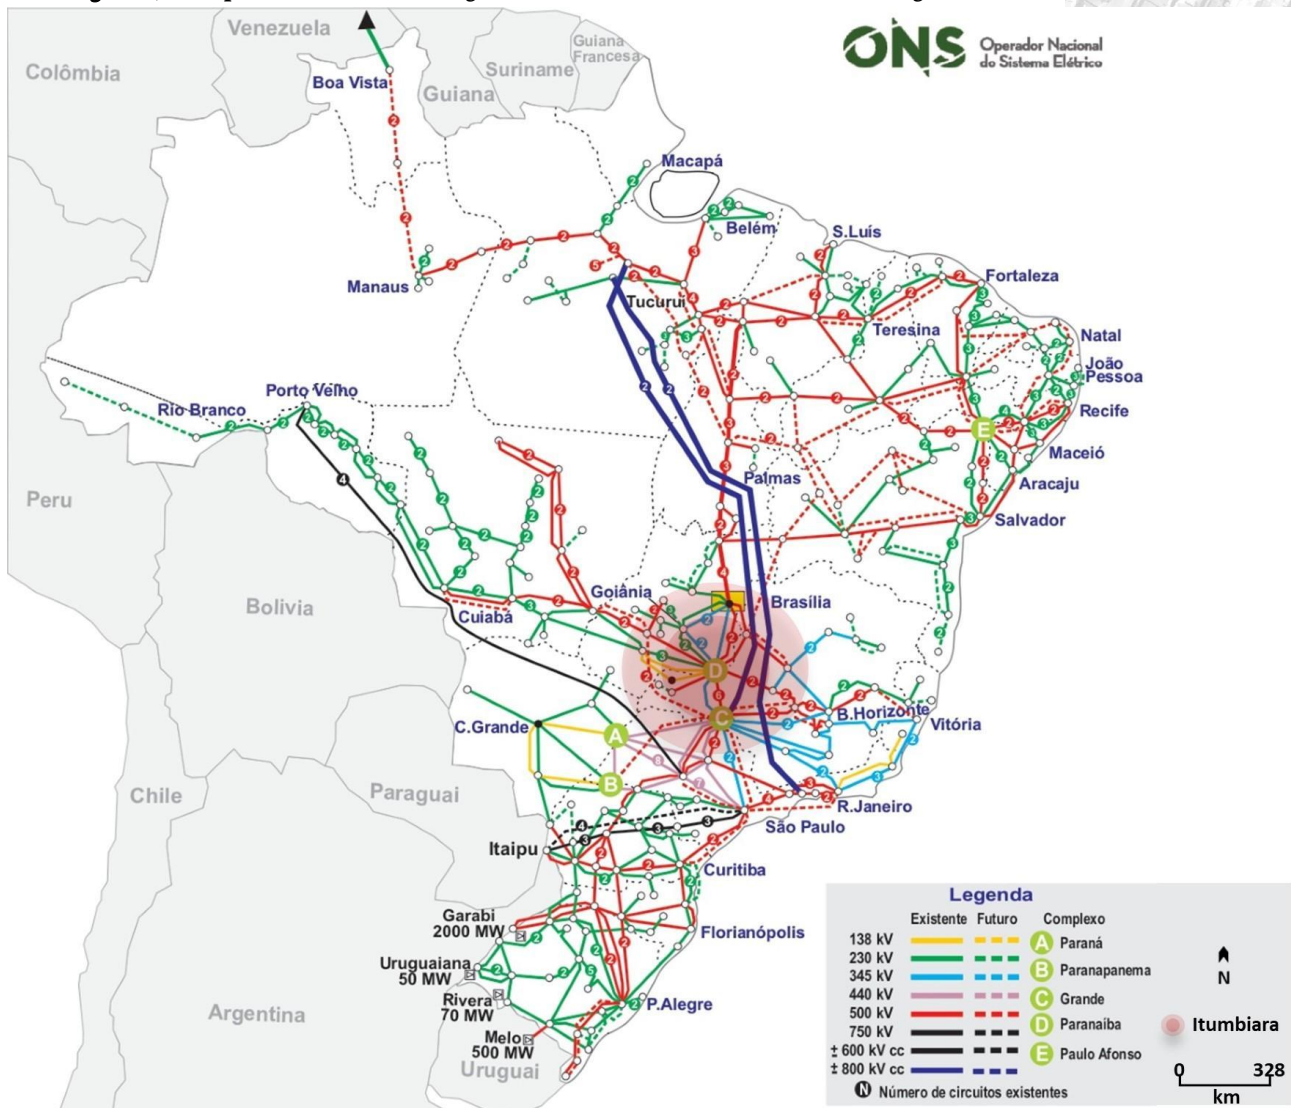 Venezuela
Colômbia
Boa Vista
Guiana
Suriname
Guiana
Francesa
ONS
Operador Nacional
do Sistema Elétrico
Macapá
Belém
S.Luís
Manaus
Tucuruí
Fortaleza
Teresina
Natal
João
Pessoa
Recife
Maceió
Aracaju
Salvador
Porto Velho
Rio Branco
Peru
Palmas
Bolivia
Cuiabá
Goiânia
Brasília
C.Grande
B.Horizonte
Vitória
A
B
C
D
E
R.Janeiro
São Paulo
Chile
Paraguai
Itaipu
Curitiba
Garabi
2000 MW
Florianópolis
Uruguaiana
50 MW
Rivera
70 MW
P.Alegre
Melo
500 MW
Argentina
Uruguai
Legenda
Existente Futuro Complexo
138 kV A Paraná
230 kV
345 kV B Paranapanema
440 kV C Grande
500 kV
750 kV D Paranaíba
± 600 kV cc E Paulo Afonso
± 800 kV cc
N Número de circuitos existentes
N
Itumbiara
0 328
km